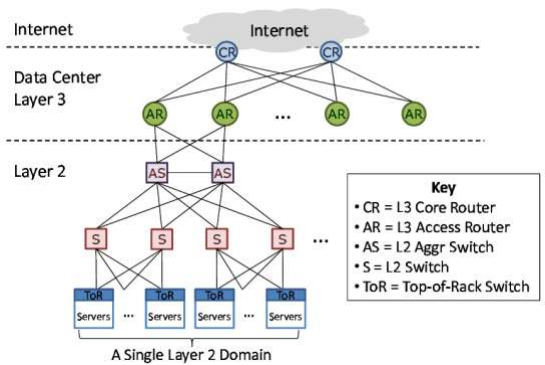 Internet
Internet
CR CR
Data Center
Layer 3
AR AR ... AR AR
Layer 2
AS AS
Key
• CR = L3 Core Router
• AR = L3 Access Router
• AS = L2 Aggr Switch
• S = L2 Switch
• ToR = Top-of-Rack Switch
S S S S ...
ToR ToR ToR ToR
Servers ... Servers Servers ... Servers
A Single Layer 2 Domain